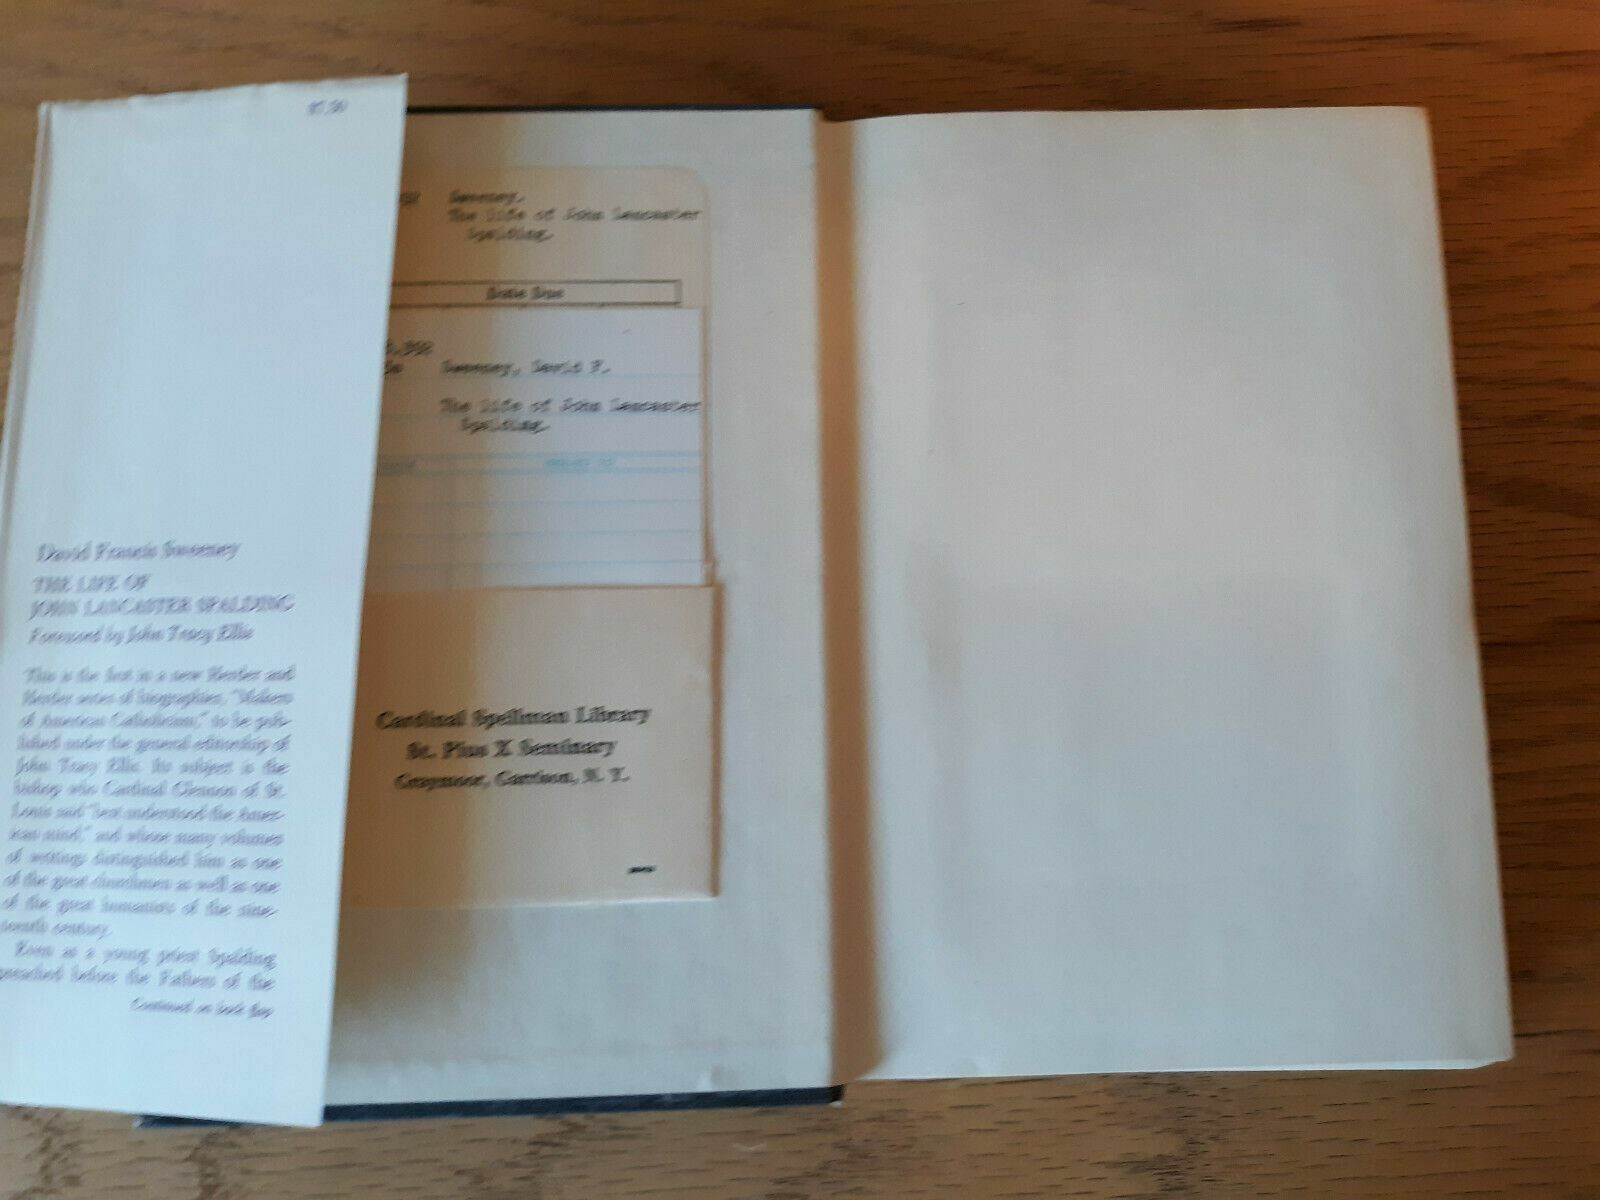 $7.50
David Francis Sweeney
THE LIFE OF
JOHN LANCASTER SPALDING
Foreword by John Tracy Ellis
This is the first in a new Herder and
Herder series of biographies, "Makers
of American Catholicism," to be pub-
lished under the general editorship of
John Tracy Ellis. Its subject is the
bishop who Cardinal Glennon of St.
Louis said "best understood the Amer-
ican mind," and whose many volumes
of writings distinguished him as one
of the great churchmen as well as one
of the great humanists of the nine-
teenth century.
Even as a young priest Spalding
preached before the Fathers of the
Continued on back flap
Sweeney.
The life of John Lancaster
Spalding.
Date Due
Sweeney, David F.
The life of John Lancaster
Spalding.
Cardinal Spellman Library
St. Pius X Seminary
Graymoor, Garrison, N. Y.